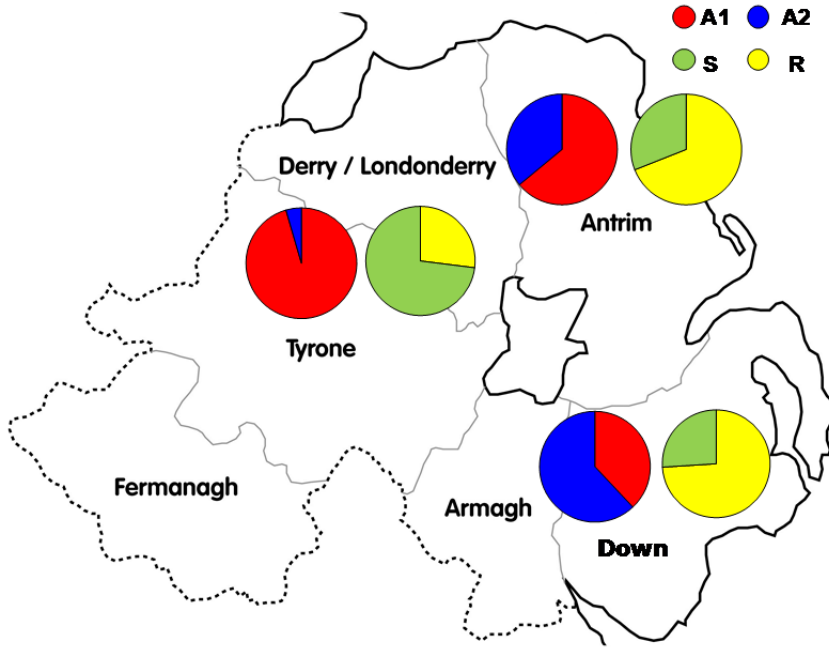 A1 A2
S R
Derry / Londonderry
Antrim
Tyrone
Fermanagh
Armagh
Down